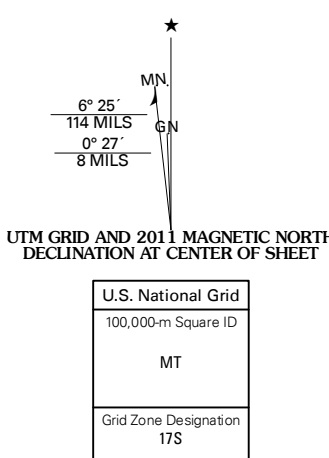 ★
MN
6° 25´
114 MILS
GN
0° 27´
8 MILS
UTM GRID AND 2011 MAGNETIC NORTH
DECLINATION AT CENTER OF SHEET
U.S. National Grid
100,000-m Square ID
MT
Grid Zone Designation
17S